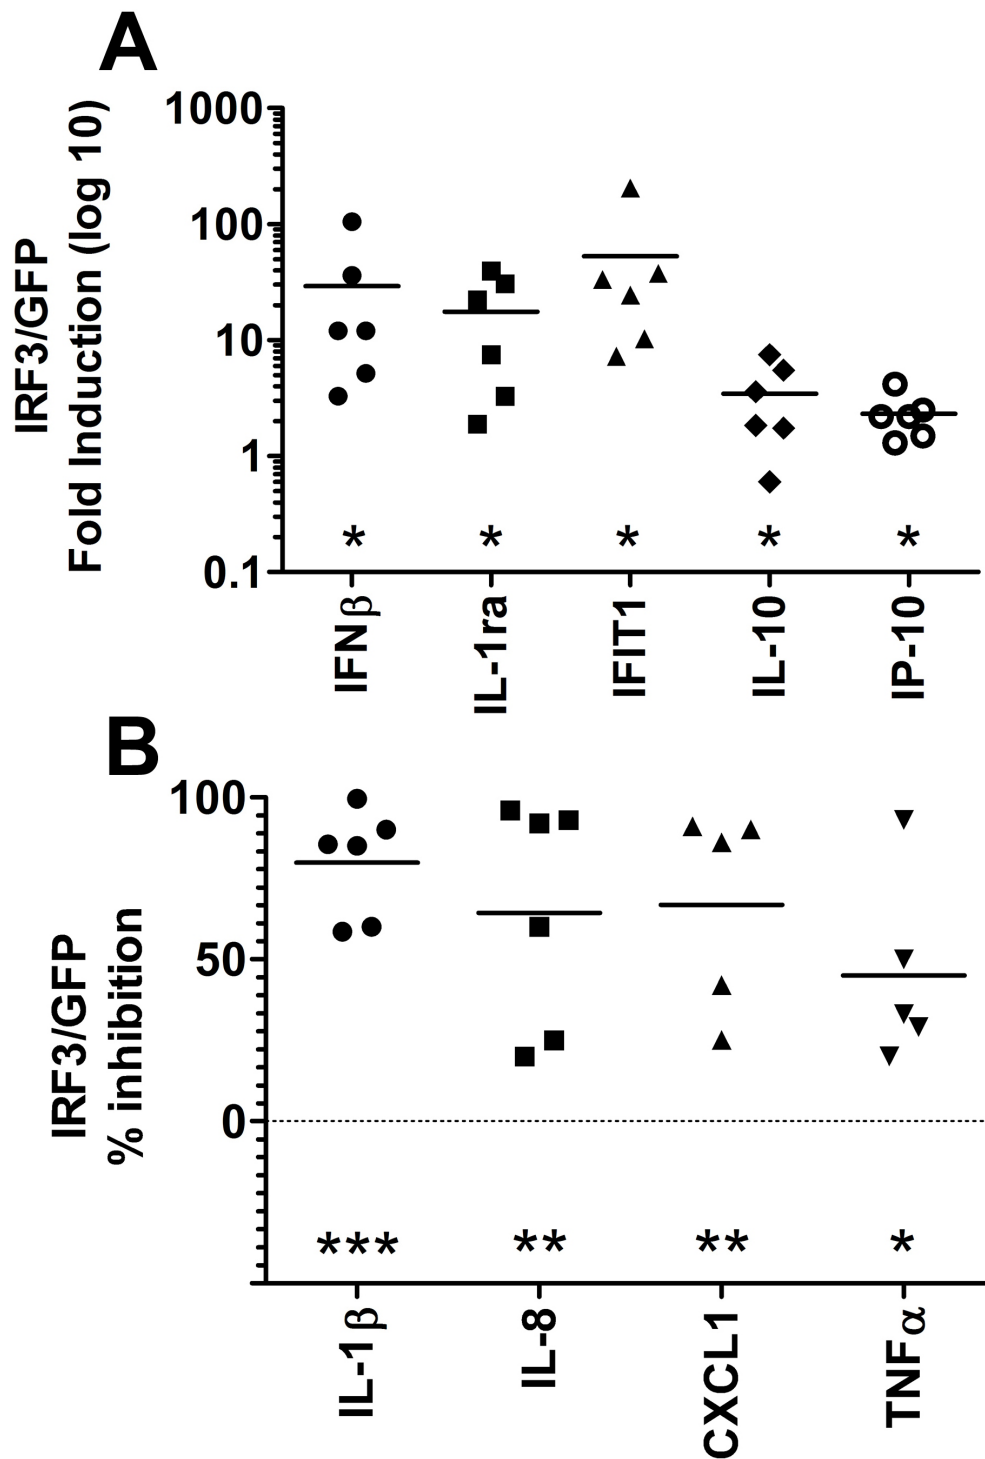 A
IRF3/GFP
Fold Induction (log 10)
1000
100
10
1
0.1
* * * * *
IFNβ IL-1ra IFIT1 IL-10 IP-10
B
IRF3/GFP
% inhibition
100
50
0
*** ** ** *
IL-1β IL-8 CXCL1 TNFα